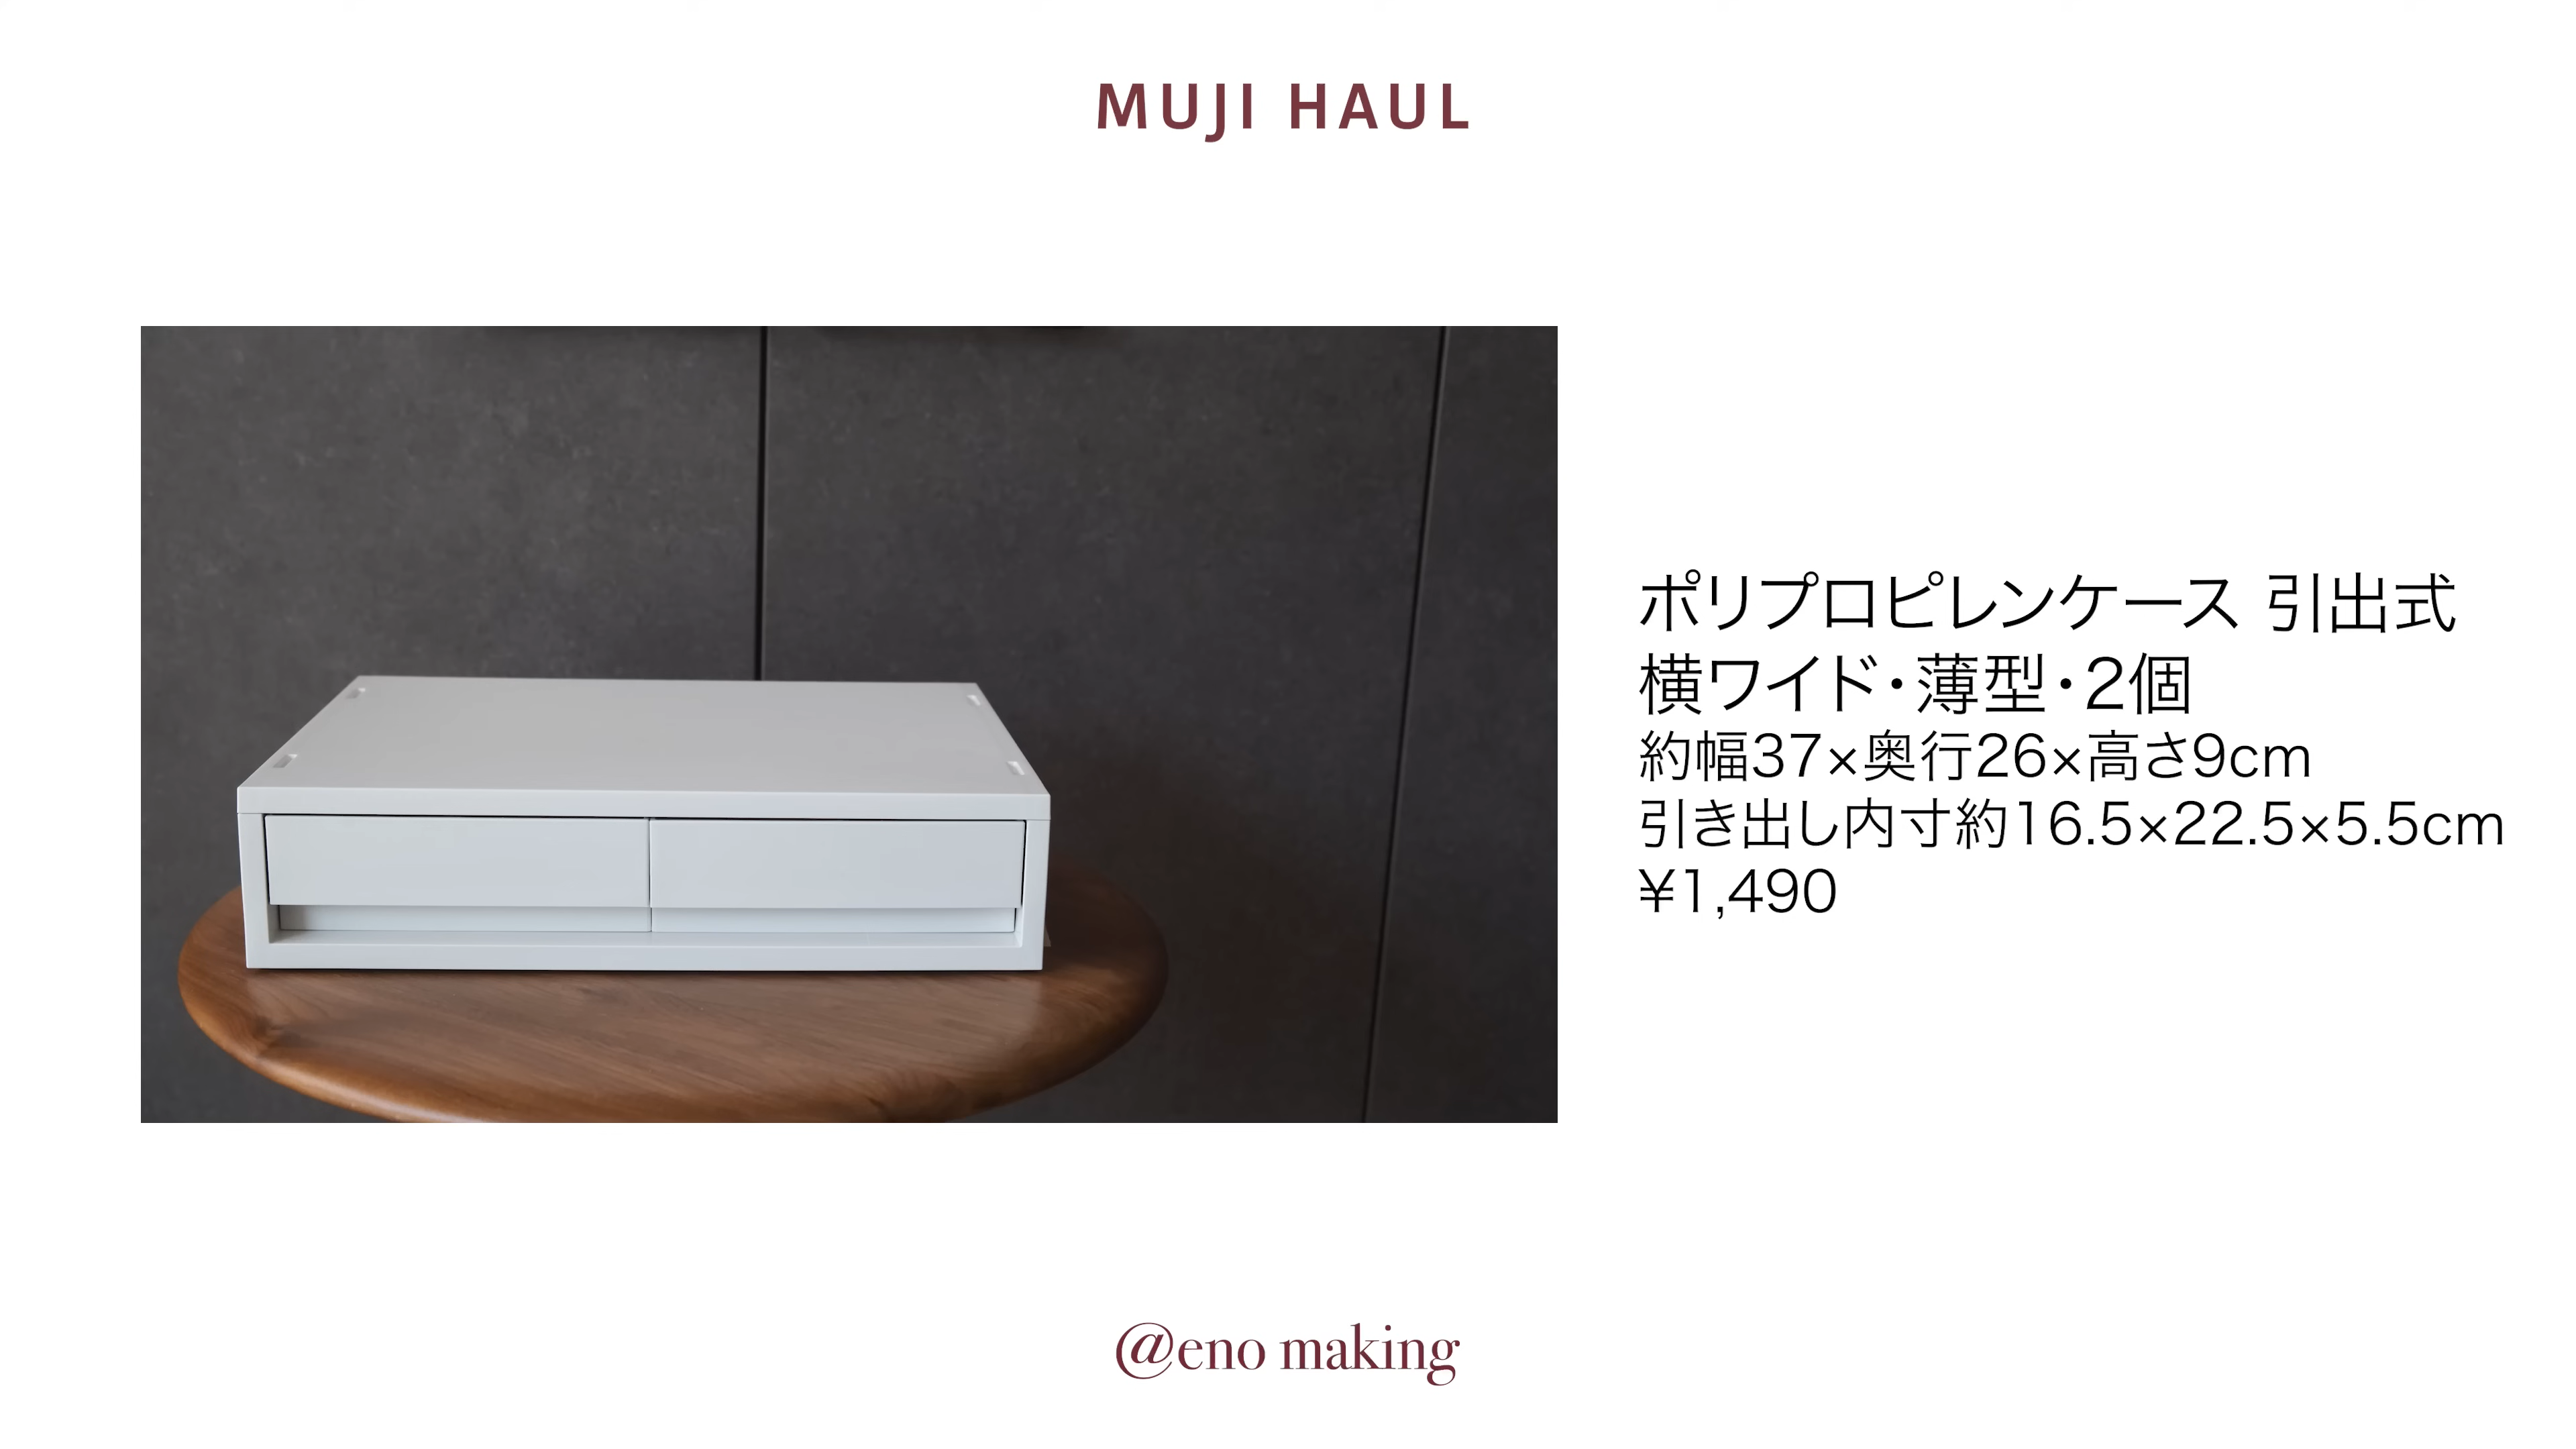 MUJI HAUL
ポリプロピレンケース 引出式
横ワイド・薄型・2個
約幅37×奥行26×高さ9cm
引き出し内寸約16.5×22.5×5.5cm
¥1,490
@eno making